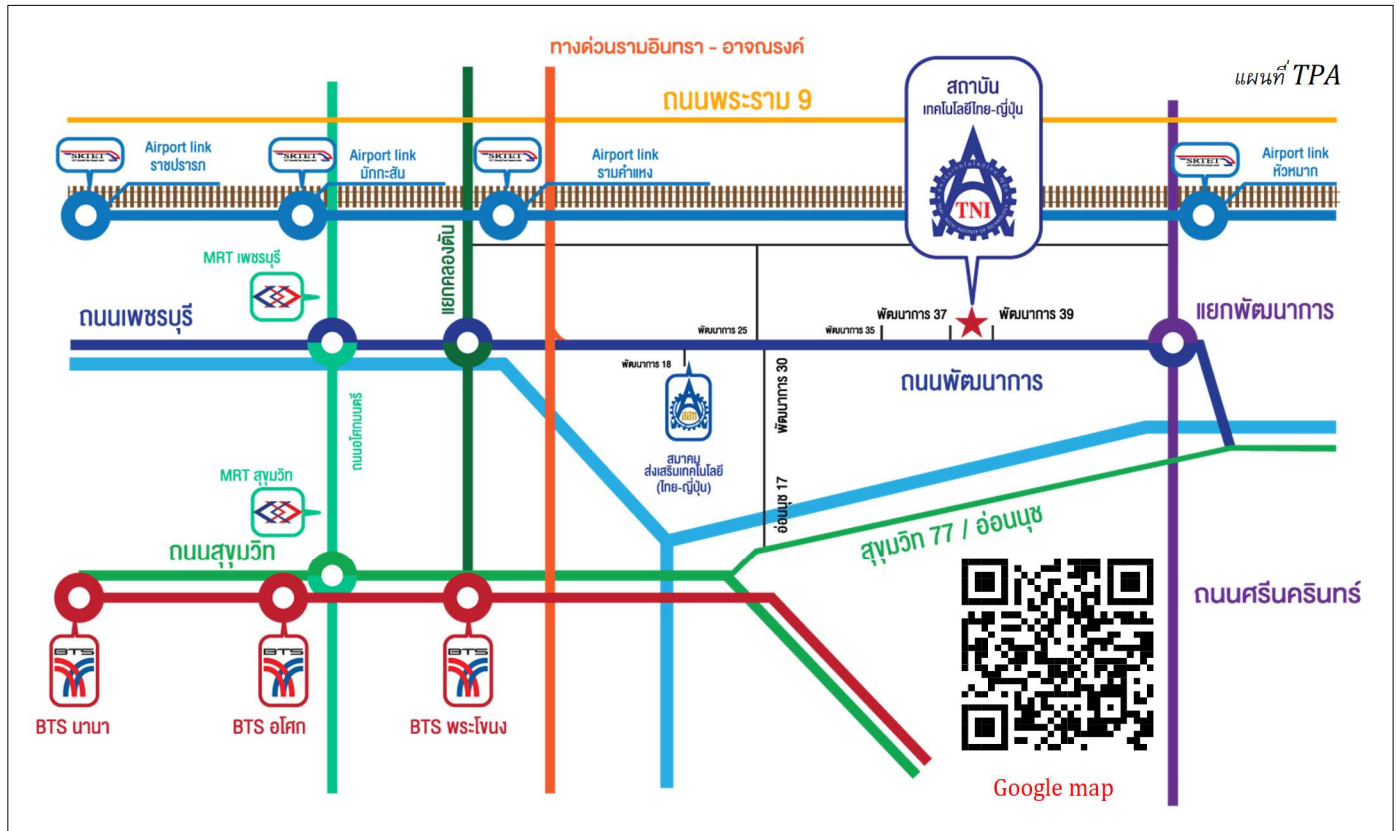 ทางด่วนรามอินทรา - อาจณรงค์
แผนที่ TPA
ถนนพระราม 9
สถาบัน
เทคโนโลยีไทย-ญี่ปุ่น
TNI
SRTET
Airport link
ราชปรารภ
SRTET
Airport link
มักกะสัน
SRTET
Airport link
รามคำแหง
SRTET
Airport link
หัวหมาก
MRT เพชรบุรี
แยกคลองตัน
ถนนเพชรบุรี
พัฒนาการ 25
พัฒนาการ 35
พัฒนาการ 37
พัฒนาการ 39
แยกพัฒนาการ
พัฒนาการ 18
พัฒนาการ 30
ถนนพัฒนาการ
ถนนอโศกมนตรี
ส.ส.ท
สมาคม
ส่งเสริมเทคโนโลยี
(ไทย-ญี่ปุ่น)
MRT สุขุมวิท
อ่อนนุช 17
ถนนสุขุมวิท
สุขุมวิท 77 / อ่อนนุช
ถนนศรีนครินทร์
BTS
BTS นานา
BTS
BTS อโศก
BTS
BTS พระโขนง
Google map